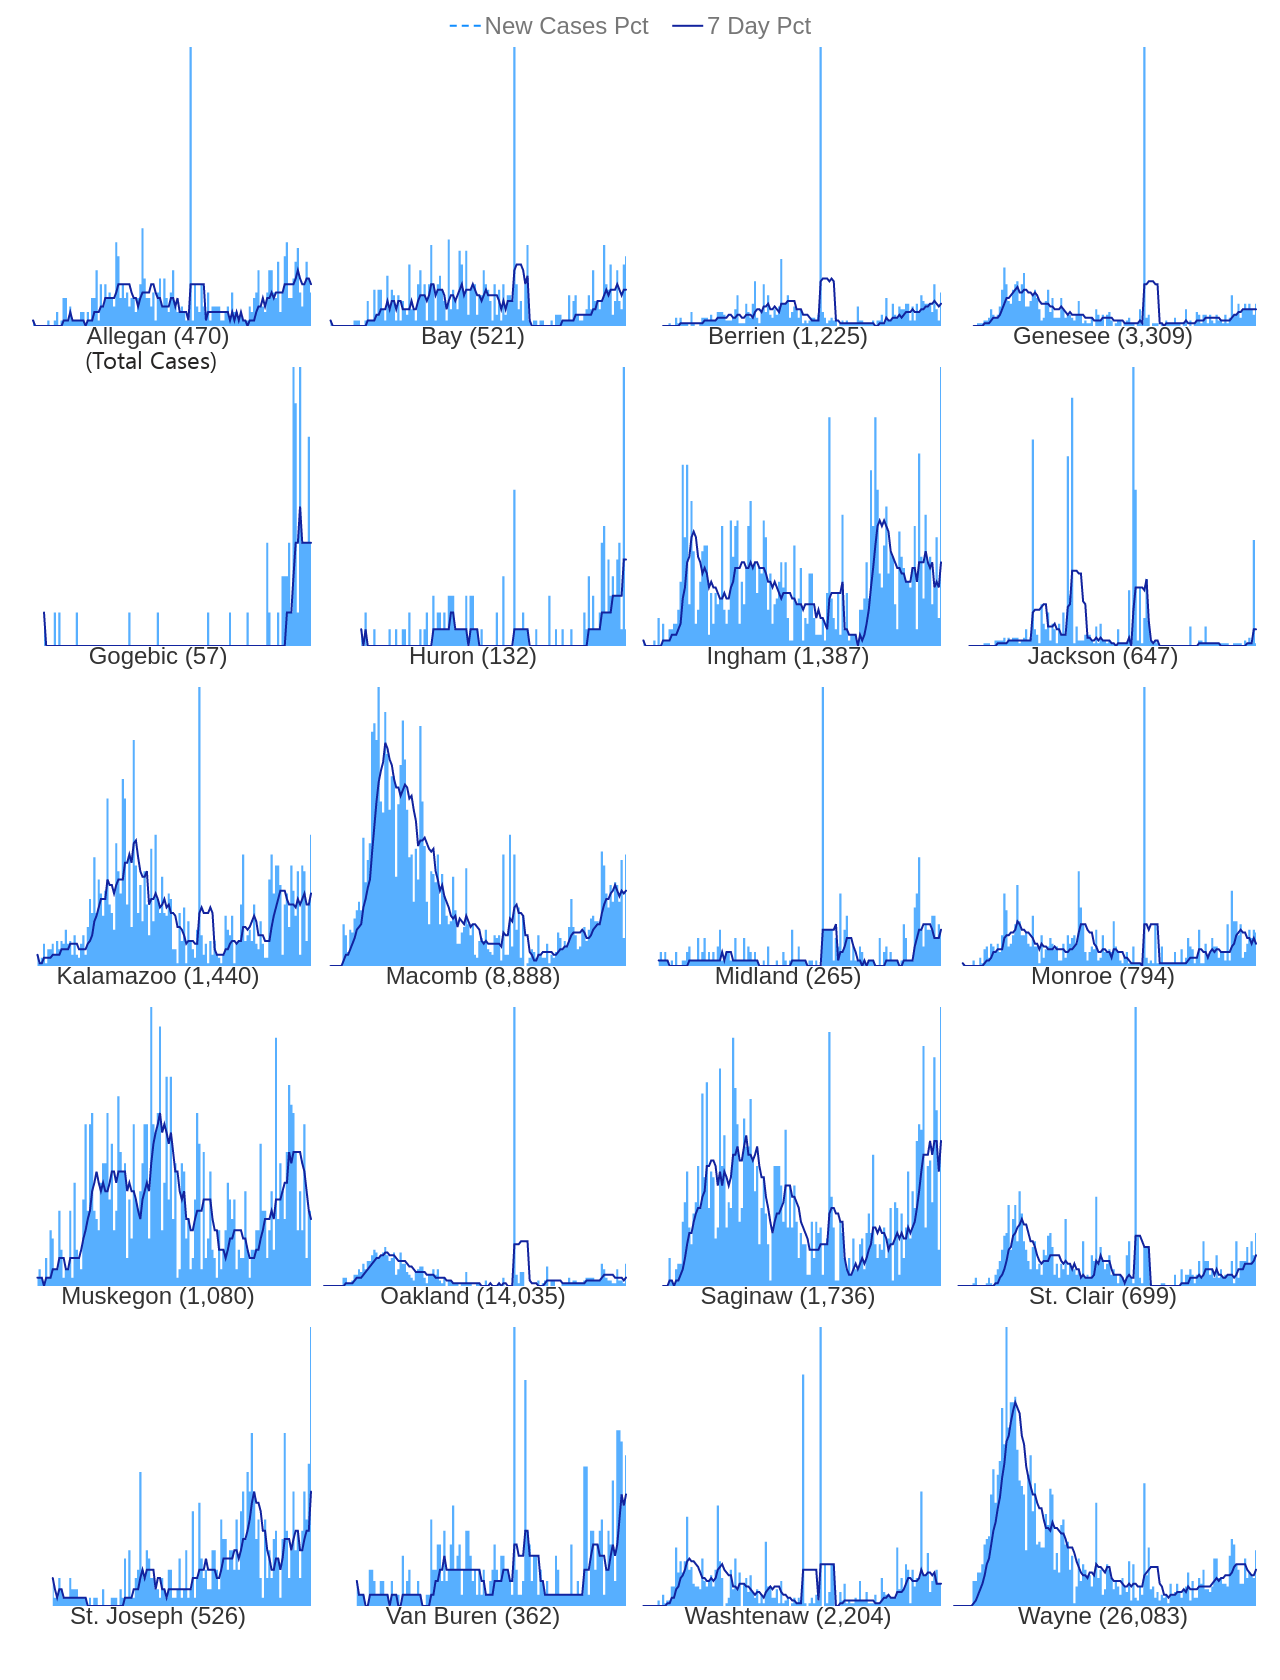 New Cases Pct 7 Day Pct
Allegan (470) Bay (521) Berrien (1,225) Genesee (3,309)
(Total Cases)
Gogebic (57) Huron (132) Ingham (1,387) Jackson (647)
Kalamazoo (1,440) Macomb (8,888) Midland (265) Monroe (794)
Muskegon (1,080) Oakland (14,035) Saginaw (1,736) St. Clair (699)
St. Joseph (526) Van Buren (362) Washtenaw (2,204) Wayne (26,083)